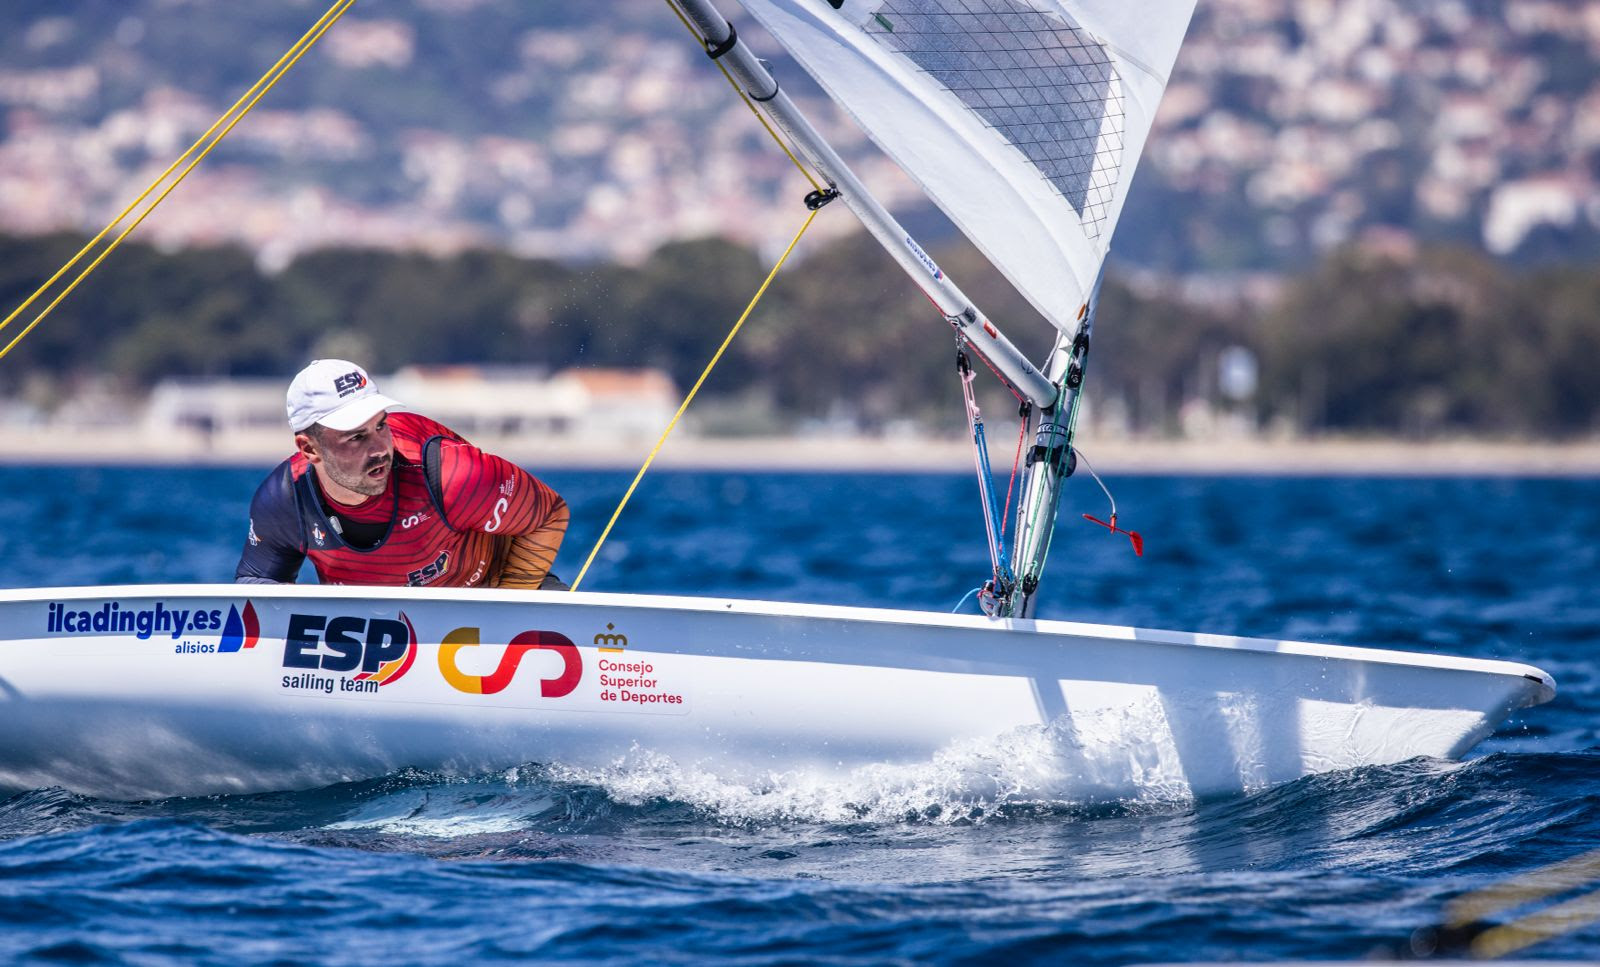 ESP
sailing team
ESP
ilcadinghy.es
alisios
ESP
sailing team
Consejo
Superior
de Deportes